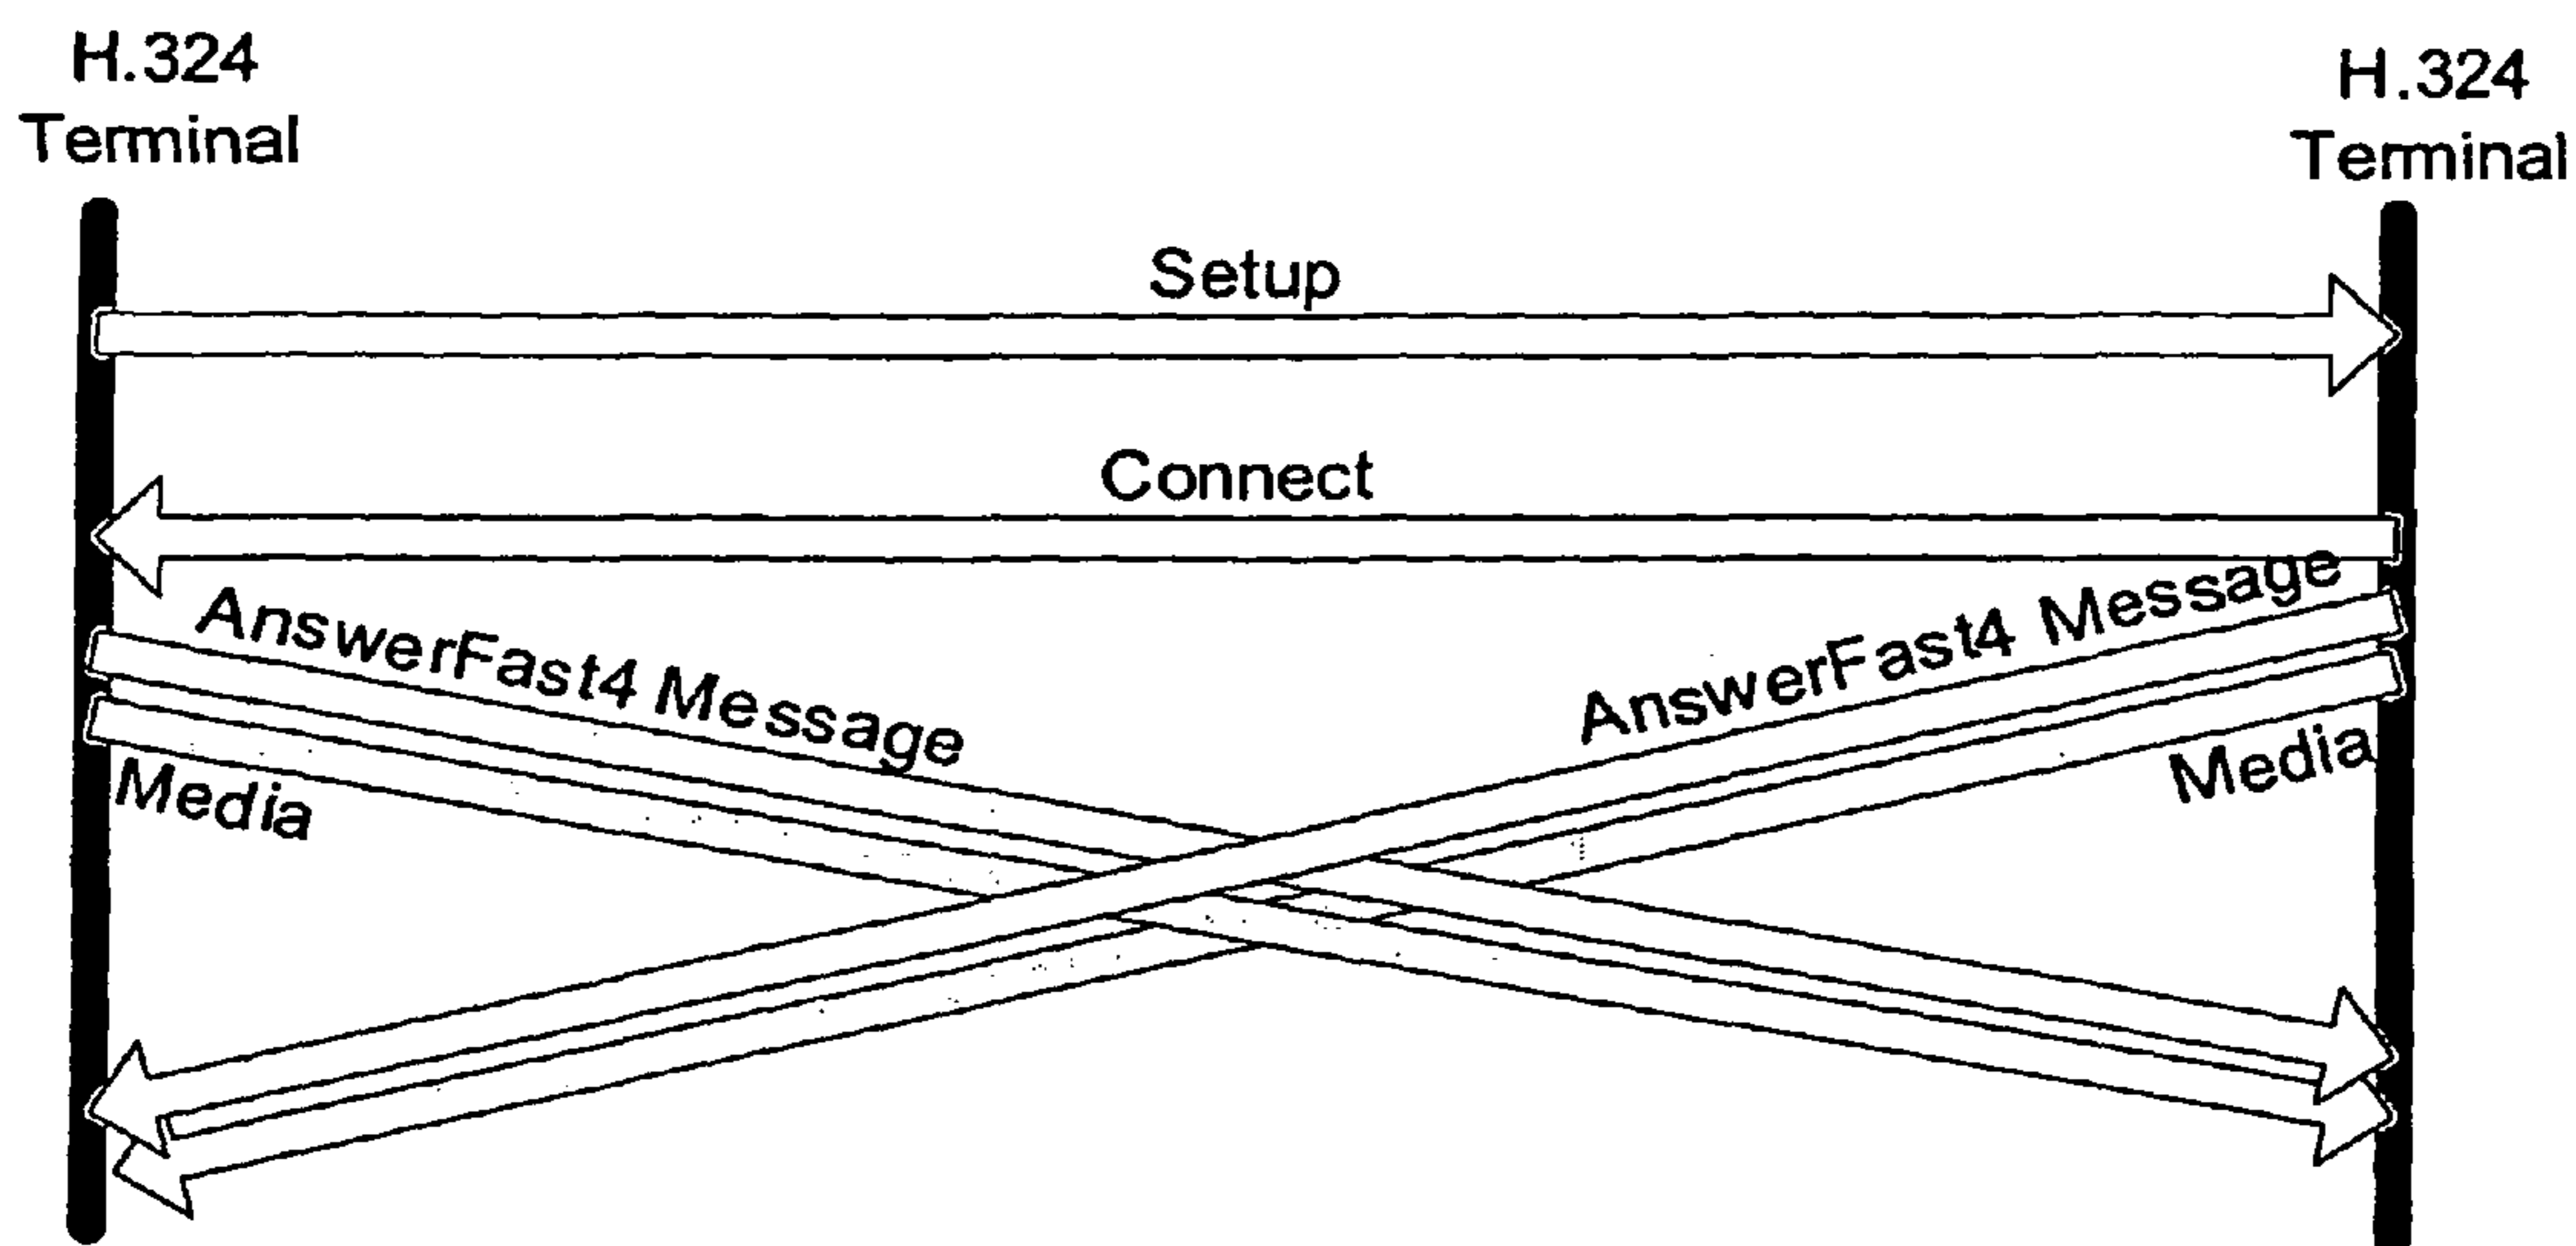 H.324
Terminal
H.324
Terminal
Setup
Connect
AnswerFast4 Message
AnswerFast4 Message
Media
Media